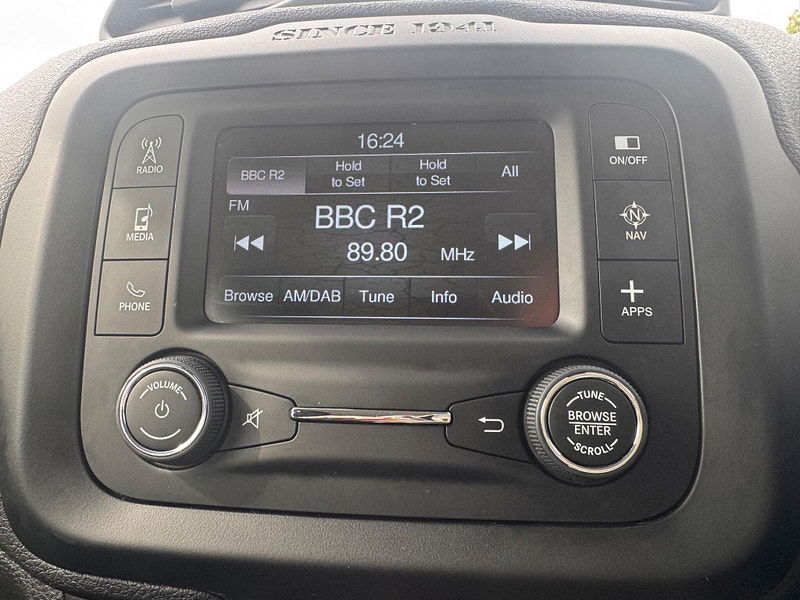 SINCE 1941
16:24
RADIO
MEDIA
PHONE
BBC R2
Hold
to Set
Hold
to Set
All
FM
BBC R2
89.80 MHz
Browse AM/DAB Tune Info Audio
ON/OFF
N
NAV
APPS
VOLUME
TUNE
BROWSE
ENTER
SCROLL